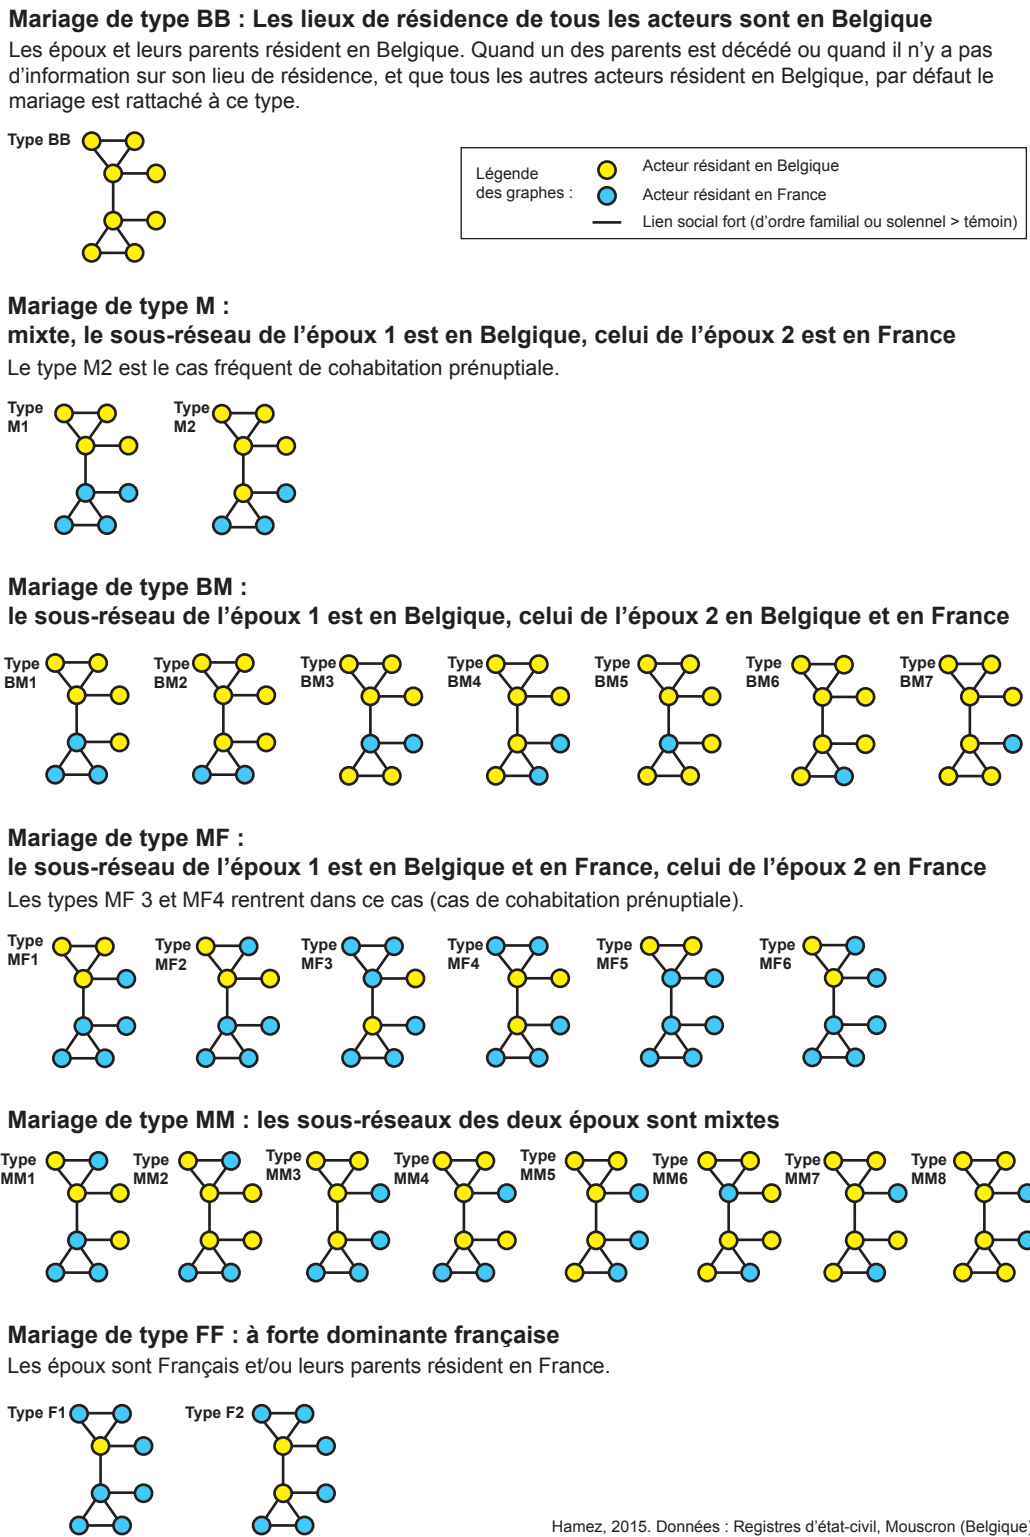 Mariage de type BB : Les lieux de résidence de tous les acteurs sont en Belgique
Les époux et leurs parents résident en Belgique. Quand un des parents est décédé ou quand il n'y a pas
d'information sur son lieu de résidence, et que tous les autres acteurs résident en Belgique, par défaut le
mariage est rattaché à ce type.
Type BB
Légende
des graphes :
Acteur résidant en Belgique
Acteur résidant en France
Lien social fort (d'ordre familial ou solennel > témoin)
Mariage de type M :
mixte, le sous-réseau de l'époux 1 est en Belgique, celui de l'époux 2 est en France
Le type M2 est le cas fréquent de cohabitation prénuptiale.
Type
M1
Type
M2
Mariage de type BM :
le sous-réseau de l'époux 1 est en Belgique, celui de l'époux 2 en Belgique et en France
Type
BM1
Type
BM2
Type
BM3
Type
BM4
Type
BM5
Type
BM6
Type
BM7
Mariage de type MF :
le sous-réseau de l'époux 1 est en Belgique et en France, celui de l'époux 2 en France
Les types MF 3 et MF4 rentrent dans ce cas (cas de cohabitation prénuptiale).
Type
MF1
Type
MF2
Type
MF3
Type
MF4
Type
MF5
Type
MF6
Mariage de type MM : les sous-réseaux des deux époux sont mixtes
Type
MM1
Type
MM2
Type
MM3
Type
MM4
Type
MM5
Type
MM6
Type
MM7
Type
MM8
Mariage de type FF : à forte dominante française
Les époux sont Français et/ou leurs parents résident en France.
Type F1
Type F2
Hamez, 2015. Données : Registres d'état-civil, Mouscron (Belgique)